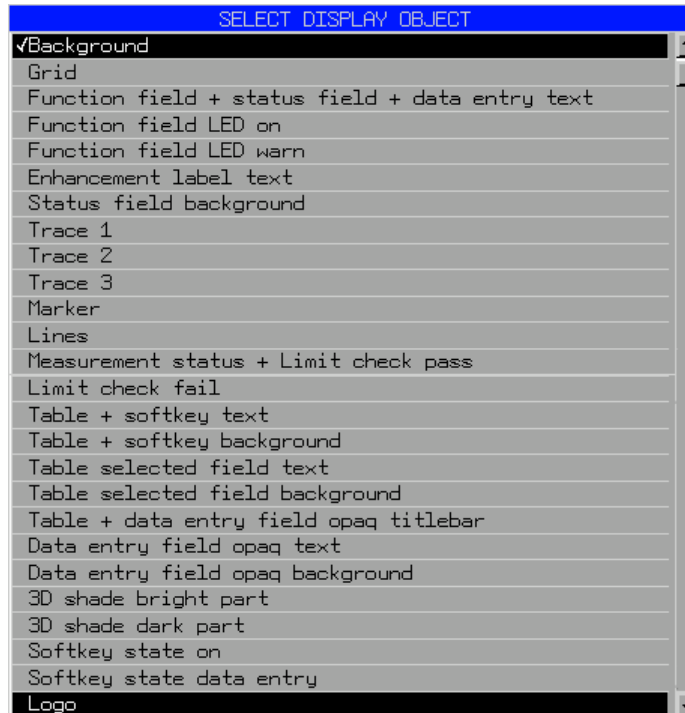 SELECT DISPLAY OBJECT
√Background
Grid
Function field + status field + data entry text
Function field LED on
Function field LED warn
Enhancement label text
Status field background
Trace 1
Trace 2
Trace 3
Marker
Lines
Measurement status + Limit check pass
Limit check fail
Table + softkey text
Table + softkey background
Table selected field text
Table selected field background
Table + data entry field opaq titlebar
Data entry field opaq text
Data entry field opaq background
3D shade bright part
3D shade dark part
Softkey state on
Softkey state data entry
Logo